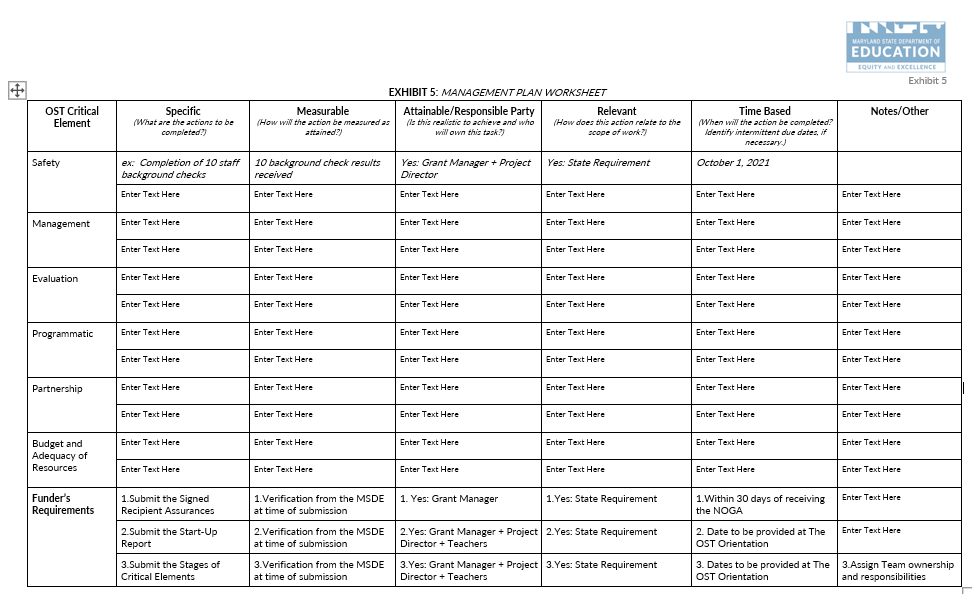 MARYLAND STATE DEPARTMENT OF
EDUCATION
EQUITY AND EXCELLENCE
Exhibit 5
EXHIBIT 5: MANAGEMENT PLAN WORKSHEET
OST Critical
Element
Specific
(What are the actions to be
completed?)
Measurable
(How will the action be measured as
attained?)
Attainable/Responsible Party
(Is this realistic to achieve and who
will own this task?)
Relevant
(How does this action relate to the
scope of work?)
Time Based
(When will the action be completed?
Identify intermittent due dates, if
necessary.)
Notes/Other
Safety
ex: Completion of 10 staff
background checks
10 background check results
received
Yes: Grant Manager + Project
Director
Yes: State Requirement
October 1, 2021
Enter Text Here
Enter Text Here
Enter Text Here
Enter Text Here
Enter Text Here
Enter Text Here
Management
Enter Text Here
Enter Text Here
Enter Text Here
Enter Text Here
Enter Text Here
Enter Text Here
Enter Text Here
Enter Text Here
Enter Text Here
Enter Text Here
Enter Text Here
Enter Text Here
Evaluation
Enter Text Here
Enter Text Here
Enter Text Here
Enter Text Here
Enter Text Here
Enter Text Here
Enter Text Here
Enter Text Here
Enter Text Here
Enter Text Here
Enter Text Here
Enter Text Here
Programmatic
Enter Text Here
Enter Text Here
Enter Text Here
Enter Text Here
Enter Text Here
Enter Text Here
Enter Text Here
Enter Text Here
Enter Text Here
Enter Text Here
Enter Text Here
Enter Text Here
Partnership
Enter Text Here
Enter Text Here
Enter Text Here
Enter Text Here
Enter Text Here
Enter Text Here
Enter Text Here
Enter Text Here
Enter Text Here
Enter Text Here
Enter Text Here
Enter Text Here
Budget and
Adequacy of
Resources
Enter Text Here
Enter Text Here
Enter Text Here
Enter Text Here
Enter Text Here
Enter Text Here
Enter Text Here
Enter Text Here
Enter Text Here
Enter Text Here
Enter Text Here
Enter Text Here
Funder's
Requirements
1.Submit the Signed
Recipient Assurances
1.Verification from the MSDE
at time of submission
1. Yes: Grant Manager
1.Yes: State Requirement
1.Within 30 days of receiving
the NOGA
Enter Text Here
2.Submit the Start-Up
Report
2.Verification from the MSDE
at time of submission
2.Yes: Grant Manager + Project
Director + Teachers
2.Yes: State Requirement
2. Date to be provided at The
OST Orientation
Enter Text Here
3.Submit the Stages of
Critical Elements
3.Verification from the MSDE
at time of submission
3.Yes: Grant Manager + Project
Director + Teachers
3.Yes: State Requirement
3. Dates to be provided at The
OST Orientation
3.Assign Team ownership
and responsibilities